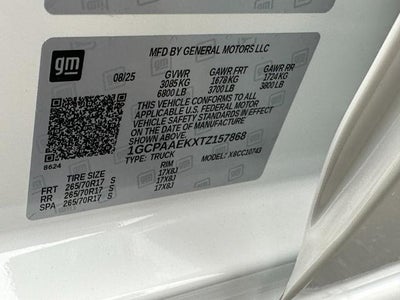 gm
MFD BY GENERAL MOTORS LLC
08/25 GVWR GAWR FRT GAWR RR
3085 KG 1678 KG 1724 KG
6800 LB 3700 LB 3800 LB
THIS VEHICLE CONFORMS TO ALL
APPLICABLE U.S. FEDERAL MOTOR
VEHICLE SAFETY STANDARDS IN
EFFECT ON THE DATE OF MANUFACTURE
SHOWN ABOVE.
1GCPAAEKXTZ157868
8624 TYPE: TRUCK MODEL: X8CC10743
TIRE SIZE RIM
FRT 265/70R17 S 17X8J
RR 265/70R17 S 17X8J
SPA 265/70R17 S 17X8J